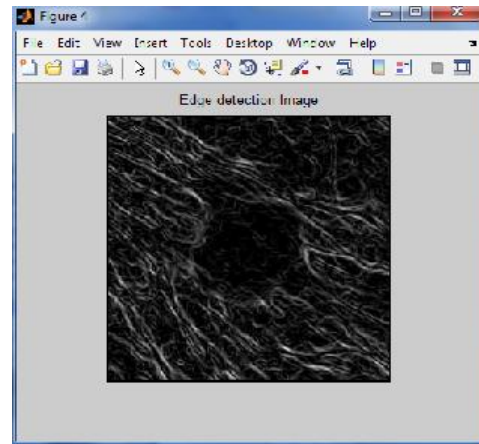 Figure 4
File Edit View Insert Tools Desktop Window Help
Edge detection Image